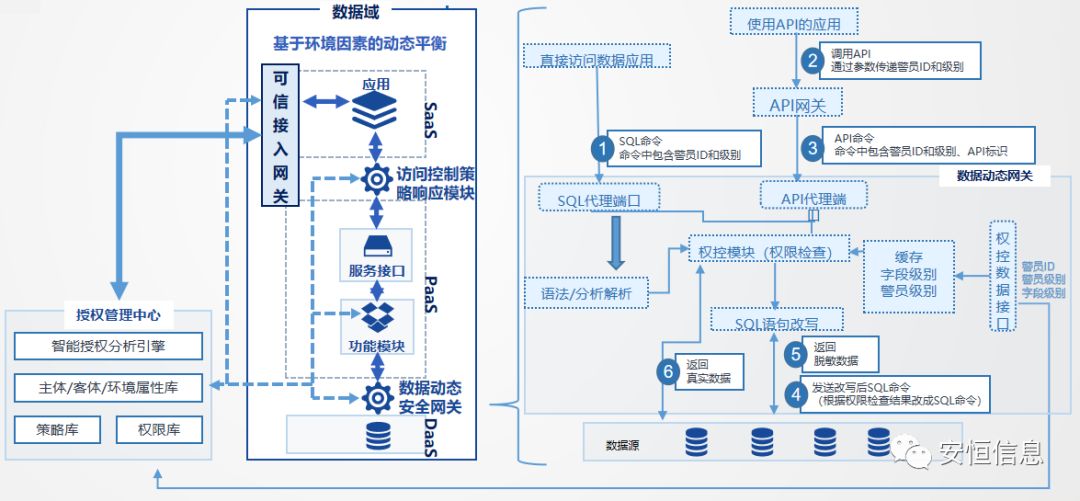 数据域
基于环境因素的动态平衡
可信接入网关
应用
SaaS
访问控制策
略响应模块
服务接口
PaaS
功能模块
数据动态
安全网关
DaaS
授权管理中心
智能授权分析引擎
主体/客体/环境属性库
策略库
权限库
使用API的应用
直接访问数据应用
2
调用API
通过参数传递警员ID和级别
API网关
1
SQL命令
命令中包含警员ID和级别
3
API命令
命令中包含警员ID和级别、API标识
数据动态网关
SQL代理端口
API代理端
权控模块（权限检查）
缓存
字段级别
警员级别
权控数据接口
警员ID
警员级别
字段级别
语法/分析解析
SQL语句改写
6
返回
真实数据
5
返回
脱敏数据
4
发送改写后SQL命令
（根据权限检查结果改成SQL命令）
数据源
安恒信息